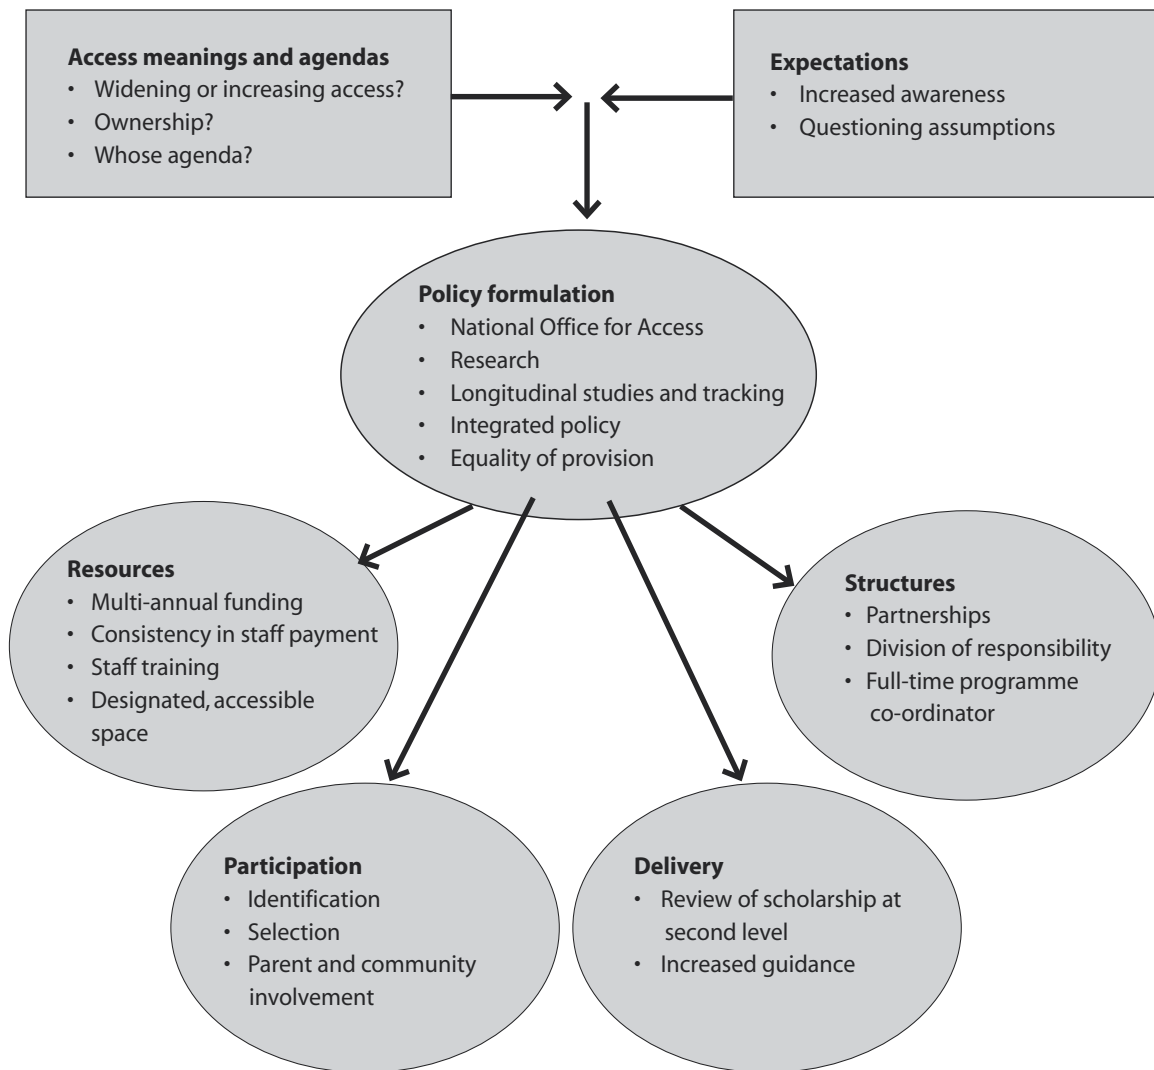 Access meanings and agendas
• Widening or increasing access?
• Ownership?
• Whose agenda?
Expectations
• Increased awareness
• Questioning assumptions
Policy formulation
• National Office for Access
• Research
• Longitudinal studies and tracking
• Integrated policy
• Equality of provision
Resources
• Multi-annual funding
• Consistency in staff payment
• Staff training
• Designated, accessible
space
Structures
• Partnerships
• Division of responsibility
• Full-time programme
co-ordinator
Participation
• Identification
• Selection
• Parent and community
involvement
Delivery
• Review of scholarship at
second level
• Increased guidance